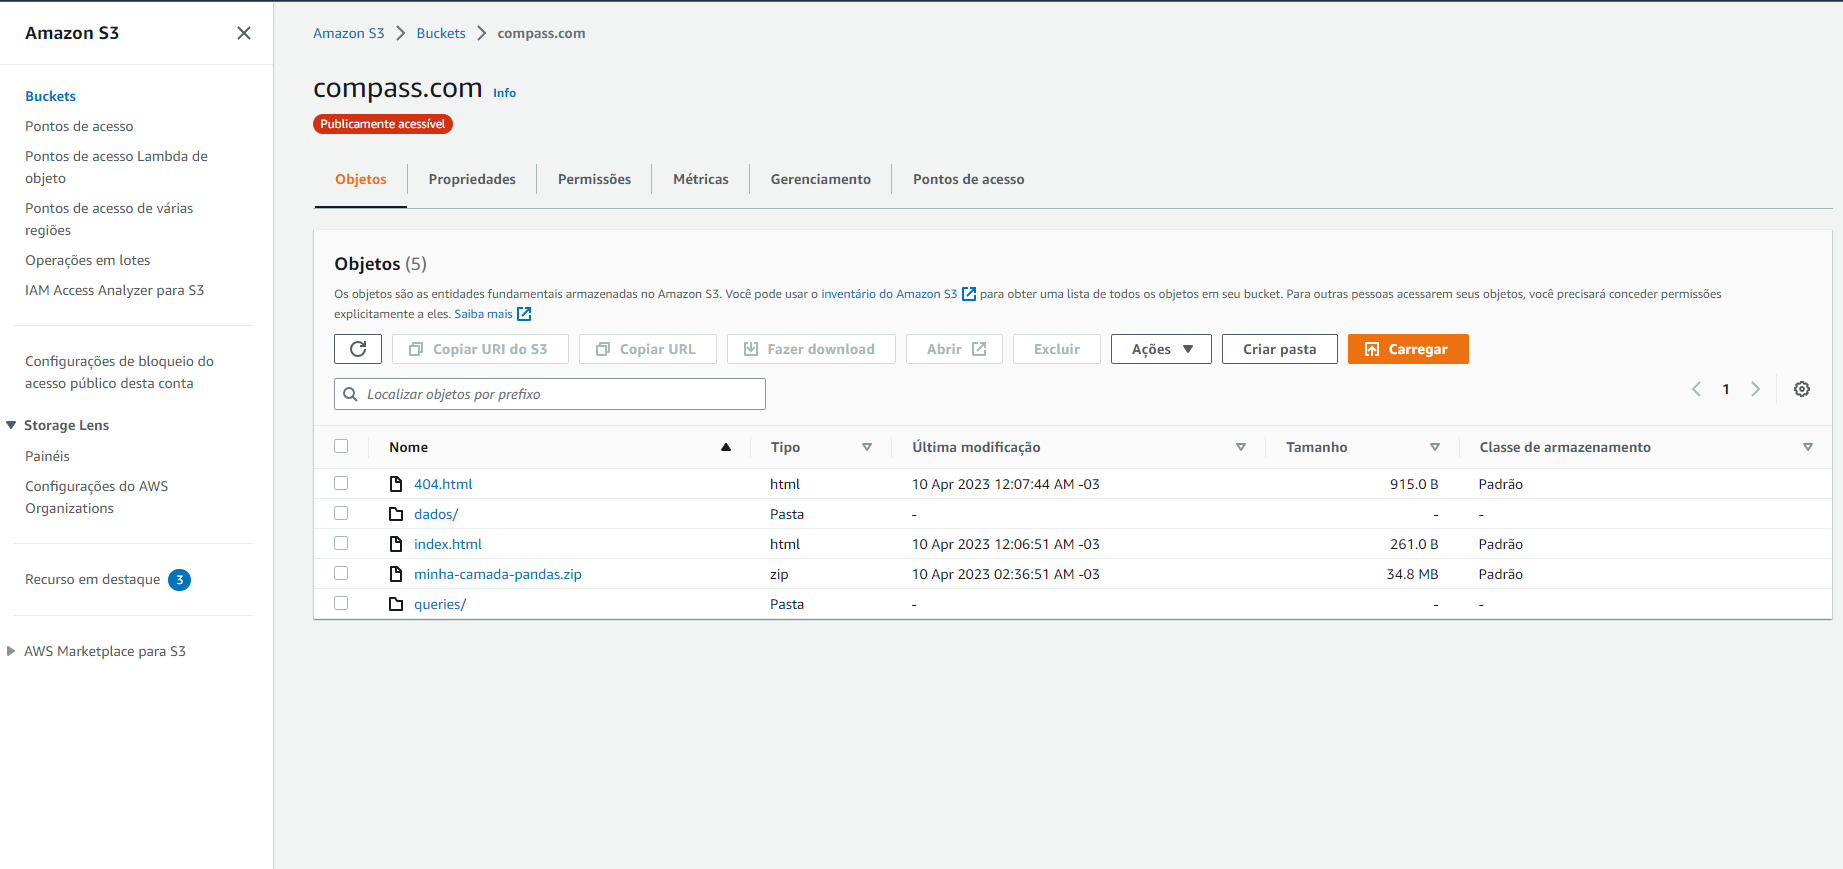 Amazon S3
Buckets
Pontos de acesso
Pontos de acesso Lambda de
objeto
Pontos de acesso de várias
regiões
Operações em lotes
IAM Access Analyzer para S3
Configurações de bloqueio do
acesso público desta conta
Storage Lens
Painéis
Configurações do AWS
Organizations
Recurso em destaque 3
AWS Marketplace para S3
Amazon S3 > Buckets > compass.com
compass.com Info
Publicamente acessível
Objetos Propriedades Permissões Métricas Gerenciamento Pontos de acesso
Objetos (5)
Os objetos são as entidades fundamentais armazenadas no Amazon S3. Você pode usar o inventário do Amazon S3 para obter uma lista de todos os objetos em seu bucket. Para outras pessoas acessarem seus objetos, você precisará conceder permissões
explicitamente a eles. Saiba mais
Copiar URI do S3 Copiar URL Fazer download Abrir Excluir Ações Criar pasta Carregar
Localizar objetos por prefixo
1
Nome Tipo Última modificação Tamanho Classe de armazenamento
404.html html 10 Apr 2023 12:07:44 AM -03 915.0 B Padrão
dados/ Pasta - - -
index.html html 10 Apr 2023 12:06:51 AM -03 261.0 B Padrão
minha-camada-pandas.zip zip 10 Apr 2023 02:36:51 AM -03 34.8 MB Padrão
queries/ Pasta - - -